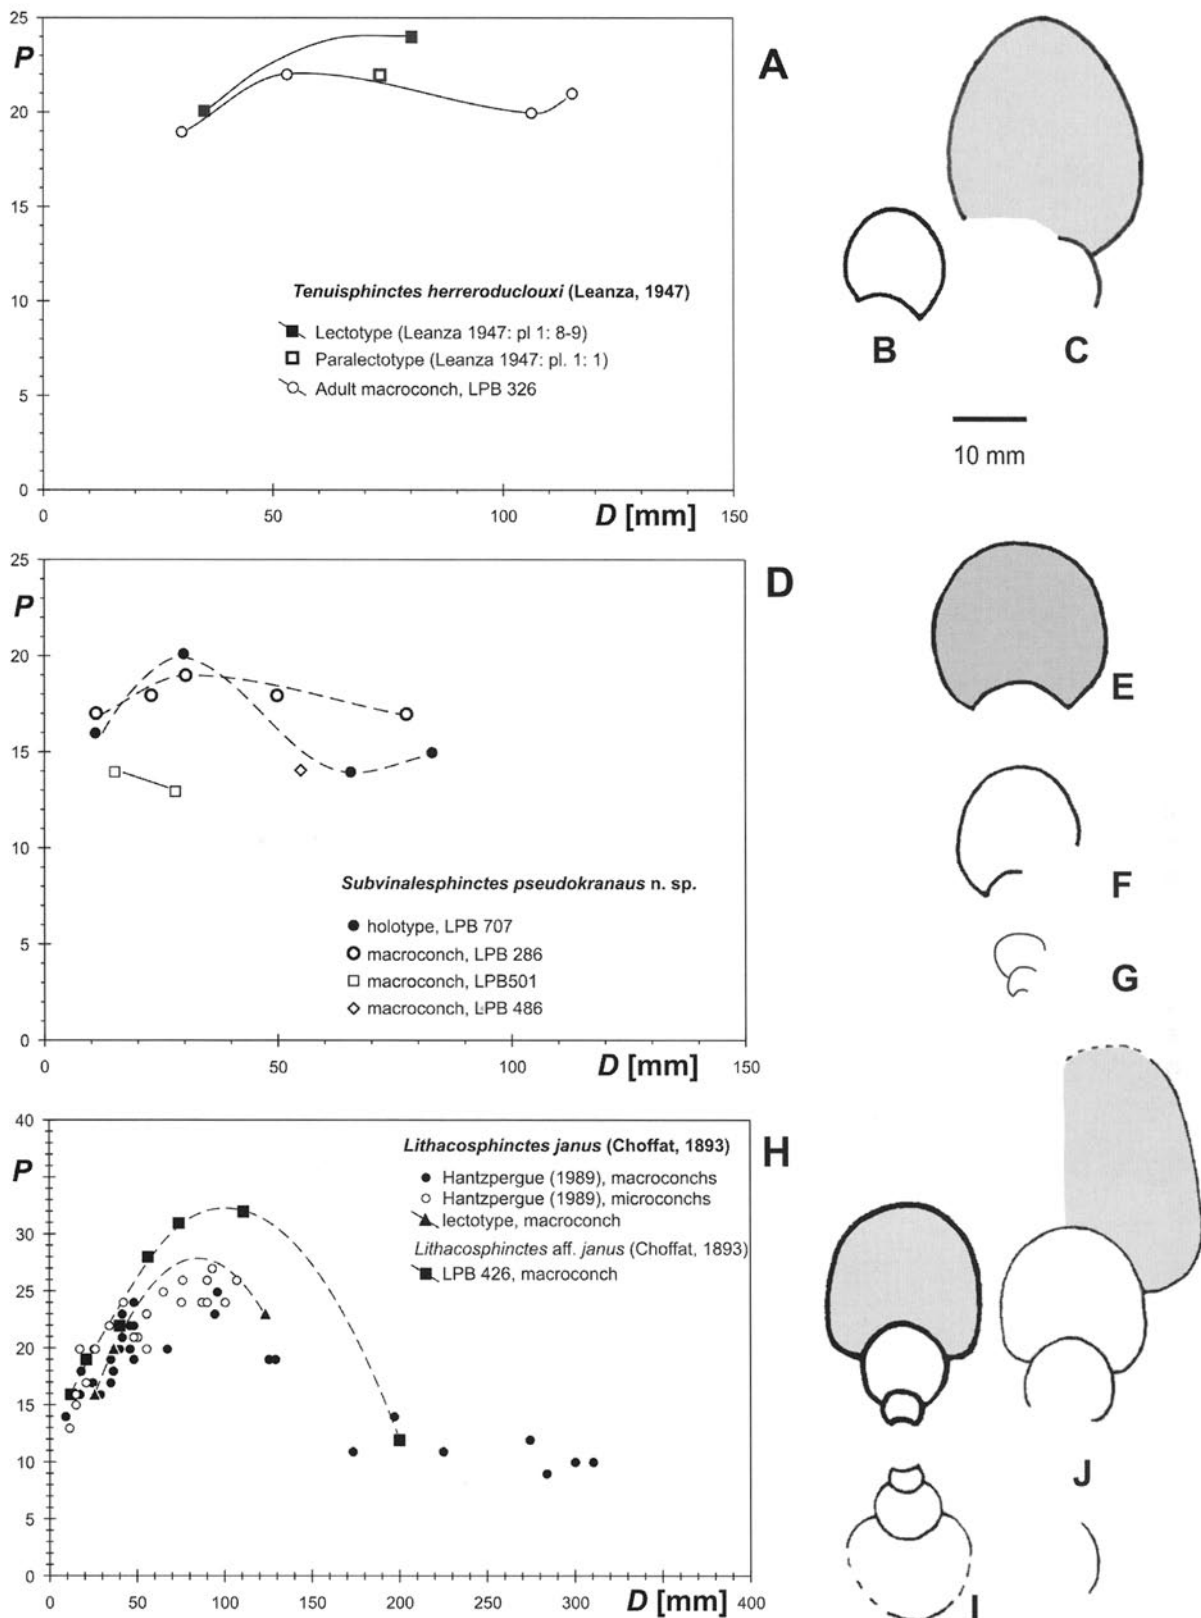 25
P
20
15
10
5
0
Tenuisphinctes herreroduclouxi (Leanza, 1947)
Lectotype (Leanza 1947: pl 1: 8-9)
Paralectotype (Leanza 1947: pl. 1: 1)
Adult macroconch, LPB 326
0 50 100 150
D [mm]
A
B
C
10 mm
25
P
20
15
10
5
0
Subvinalesphinctes pseudokranaus n. sp.
holotype, LPB 707
macroconch, LPB 286
macroconch, LPB501
macroconch, LPB 486
0 50 100 150
D [mm]
D
E
F
G
40
P
30
25
20
15
10
5
0
Lithacosphinctes janus (Choffat, 1893)
Hantzpergue (1989), macroconchs
Hantzpergue (1989), microconchs
lectotype, macroconch
Lithacosphinctes aff. janus (Choffat, 1893)
LPB 426, macroconch
0 100 200 300 400
D [mm]
H
J
I